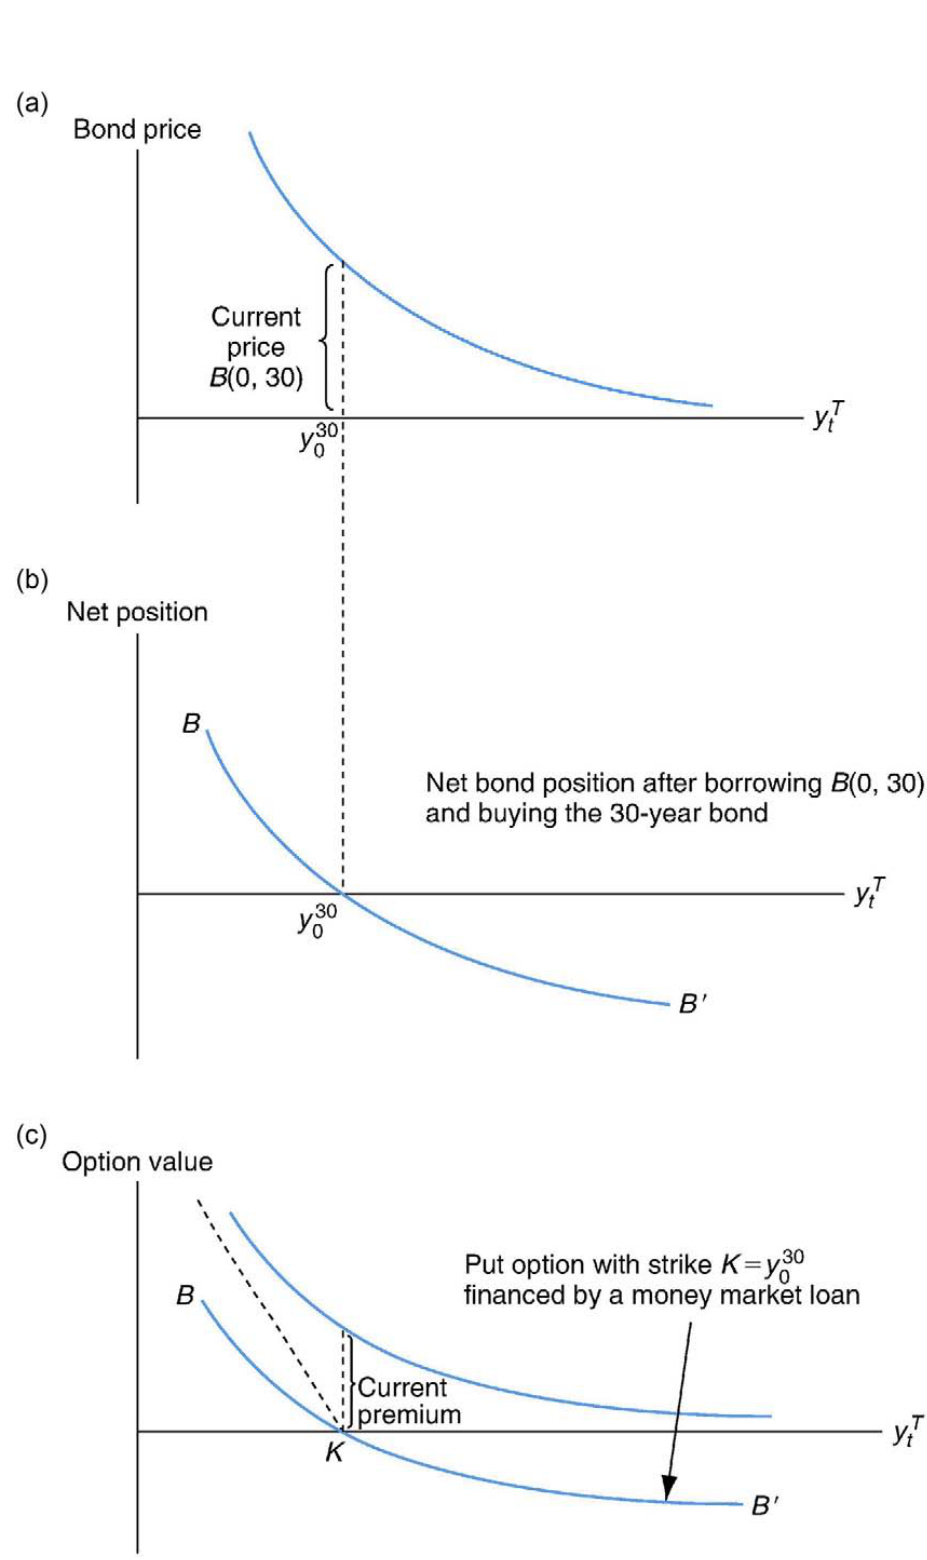 (a)
Bond price
Current
price
B(0, 30)
y_0^{30}
y_t^T
(b)
Net position
B
Net bond position after borrowing B(0, 30)
and buying the 30-year bond
y_t^T
y_0^{30}
B′
(c)
Option value
Put option with strike K=y_0^{30}
financed by a money market loan
B
Current
premium
y_t^T
K
B′